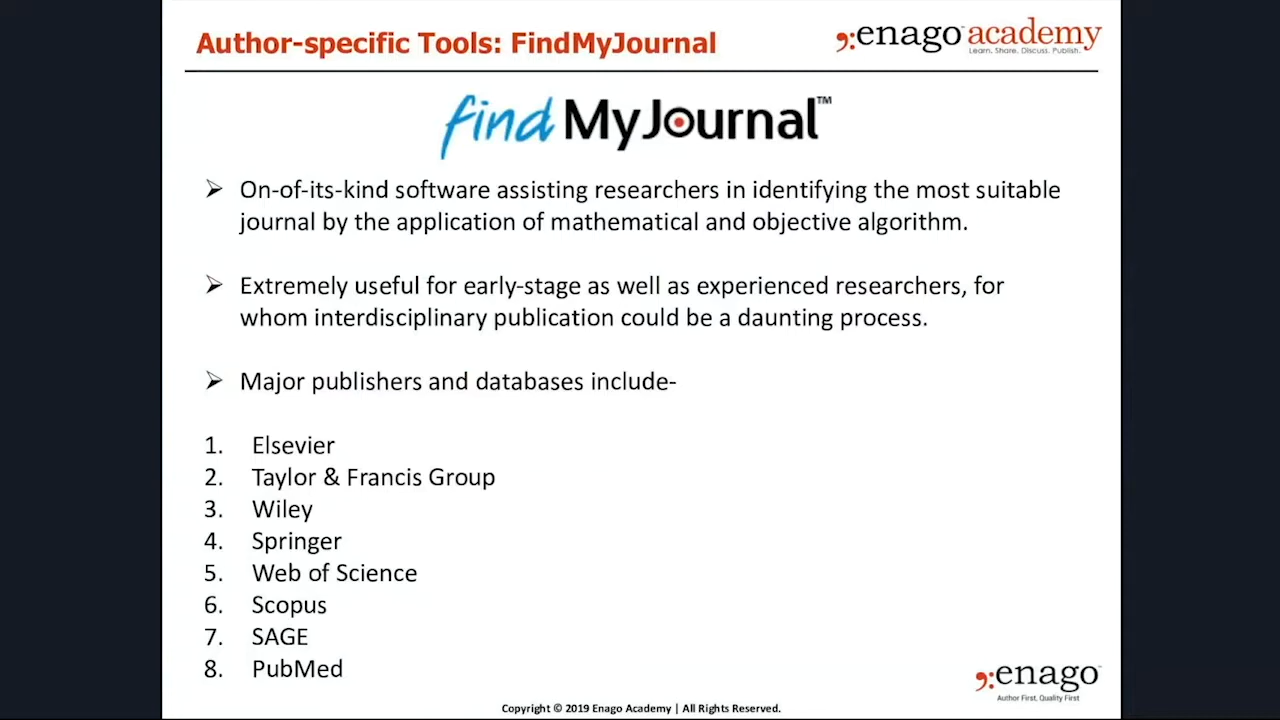 Author-specific Tools: FindMyJournal
enago academy
Learn. Share. Discuss. Publish.
find MyJournal™
➢ On-of-its-kind software assisting researchers in identifying the most suitable
journal by the application of mathematical and objective algorithm.
➢ Extremely useful for early-stage as well as experienced researchers, for
whom interdisciplinary publication could be a daunting process.
➢ Major publishers and databases include-
1. Elsevier
2. Taylor & Francis Group
3. Wiley
4. Springer
5. Web of Science
6. Scopus
7. SAGE
8. PubMed
enago
Author First, Quality First
Copyright © 2019 Enago Academy | All Rights Reserved.